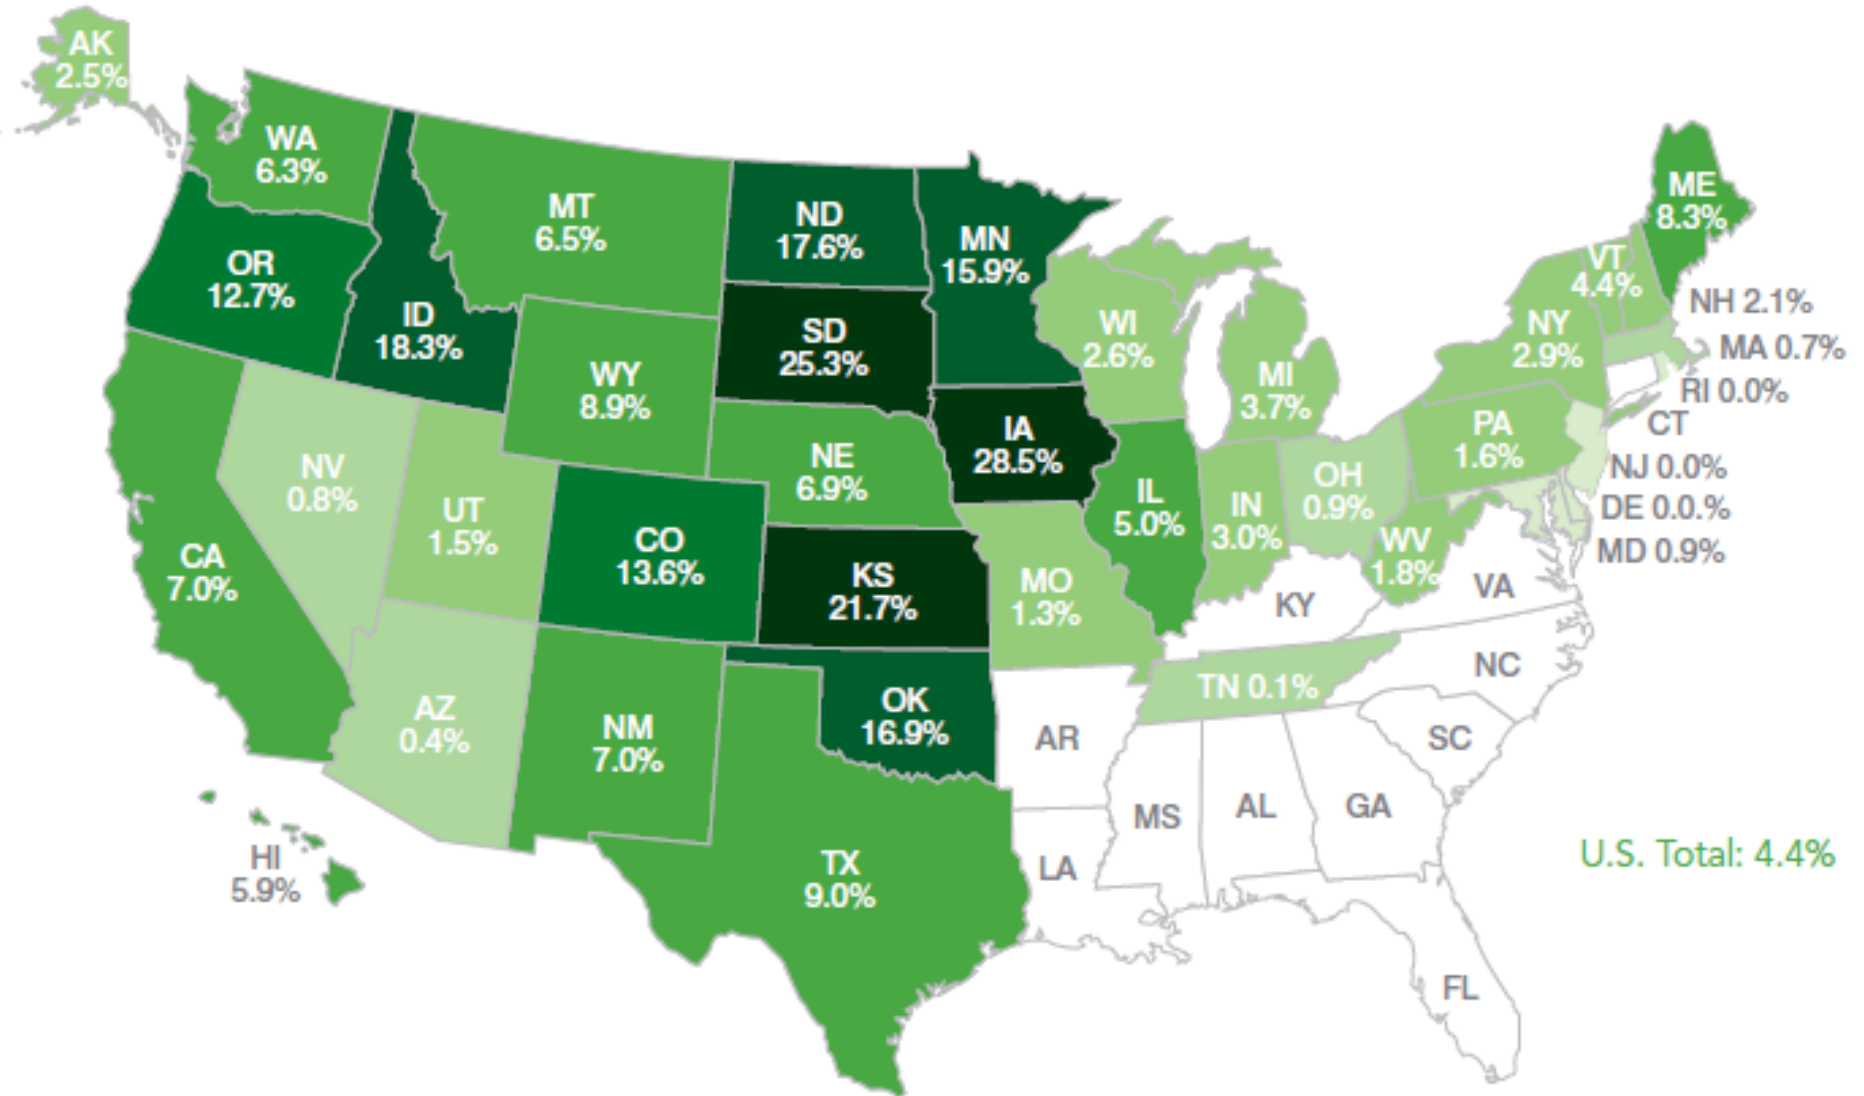 AK
2.5%
WA
6.3%
MT
6.5%
ND
17.6%
MN
15.9%
ME
8.3%
OR
12.7%
ID
18.3%
SD
25.3%
WI
2.6%
VT
4.4%
NH 2.1%
NY
2.9%
MA 0.7%
RI 0.0%
WY
8.9%
MI
3.7%
CT
IA
28.5%
PA
1.6%
NJ 0.0%
NV
0.8%
NE
6.9%
OH
0.9%
DE 0.0.%
UT
1.5%
IL
5.0%
IN
3.0%
MD 0.9%
CA
7.0%
CO
13.6%
KS
21.7%
MO
1.3%
WV
1.8%
VA
KY
NC
TN 0.1%
AZ
0.4%
NM
7.0%
OK
16.9%
AR
SC
MS
AL
GA
HI
5.9%
TX
9.0%
LA
U.S. Total: 4.4%
FL